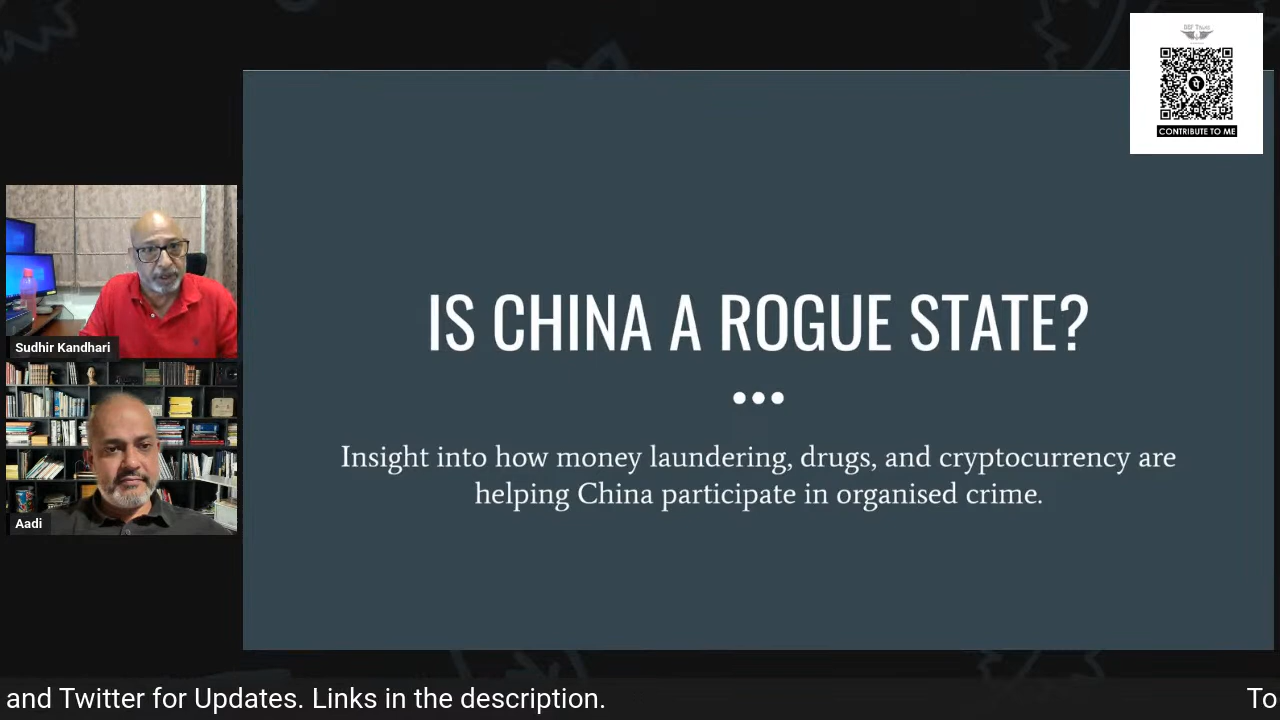 CONTRIBUTE TO ME
IS CHINA A ROGUE STATE?
Insight into how money laundering, drugs, and cryptocurrency are
helping China participate in organised crime.
Sudhir Kandhari
Aadi
and Twitter for Updates. Links in the description.
To